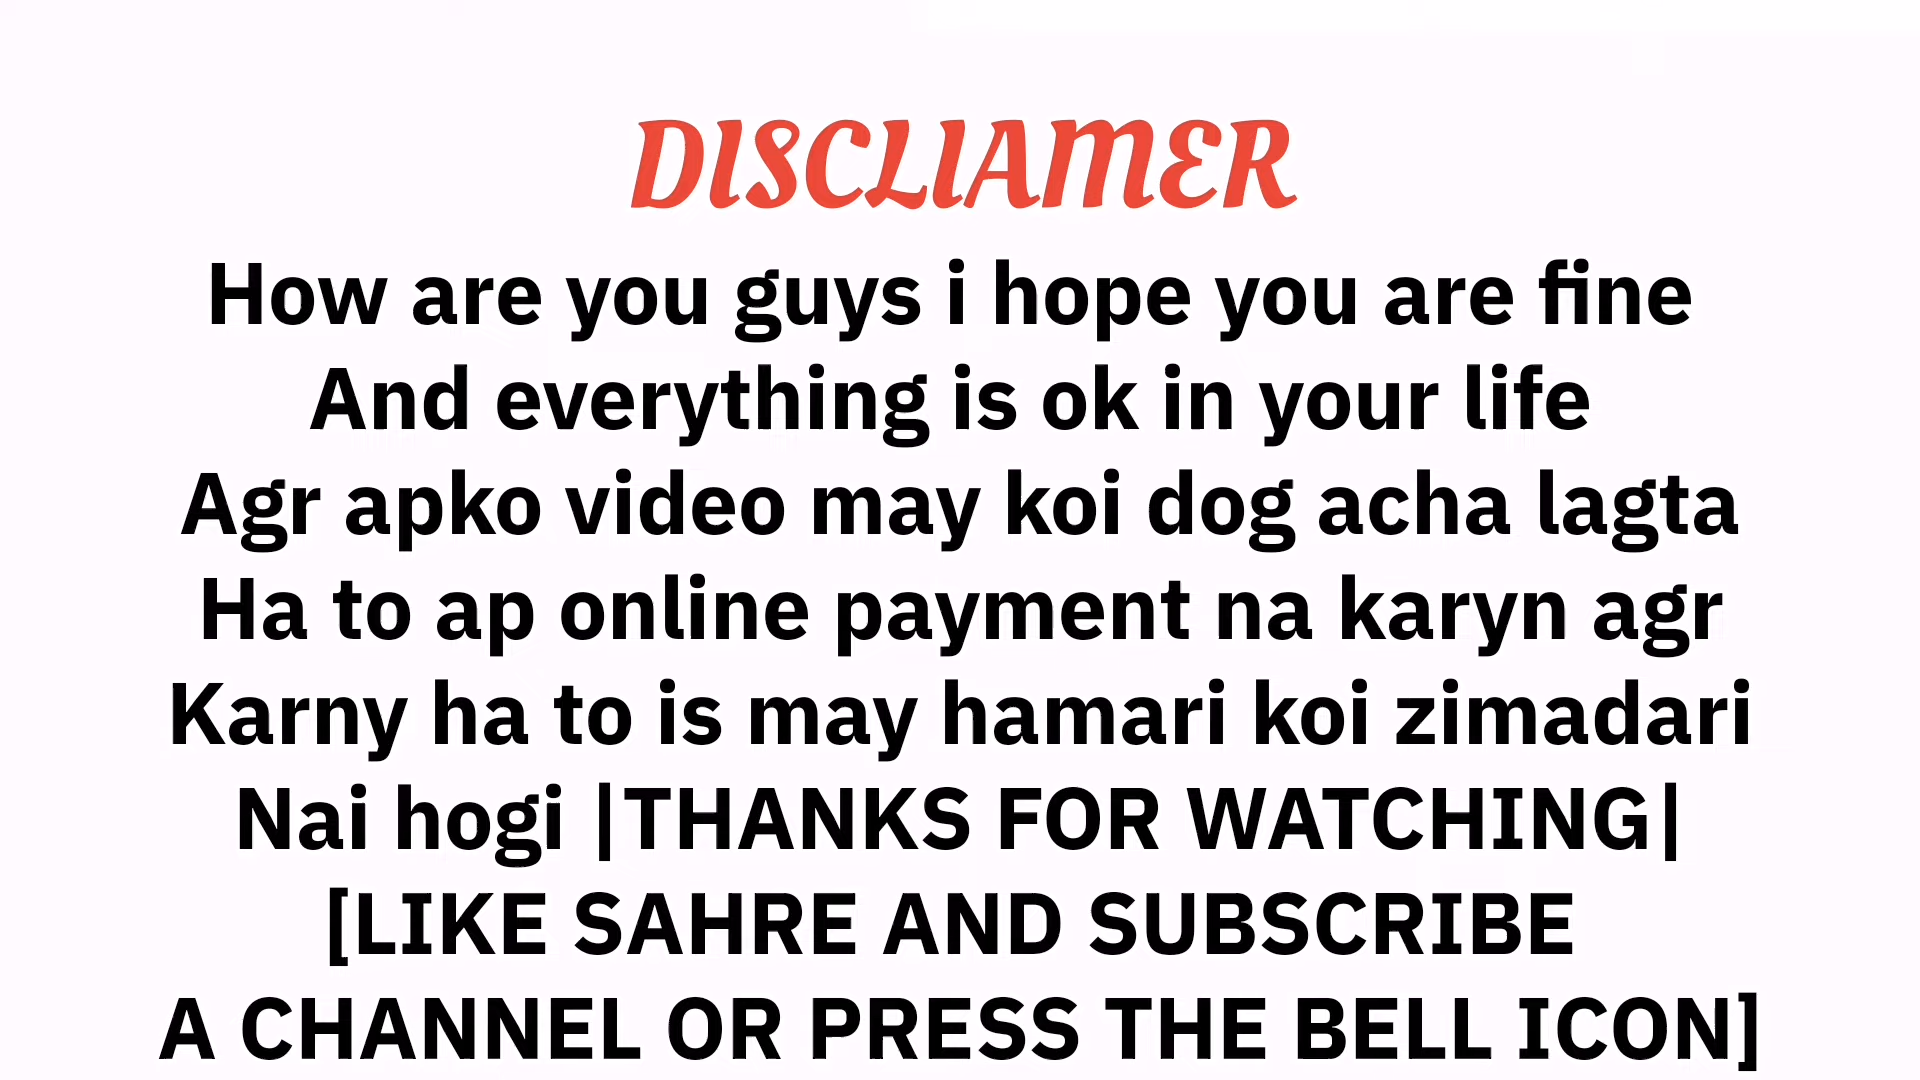 DISCLIAMER
How are you guys i hope you are fine
And everything is ok in your life
Agr apko video may koi dog acha lagta
Ha to ap online payment na karyn agr
Karny ha to is may hamari koi zimadari
Nai hogi |THANKS FOR WATCHING|
[LIKE SAHRE AND SUBSCRIBE
A CHANNEL OR PRESS THE BELL ICON]